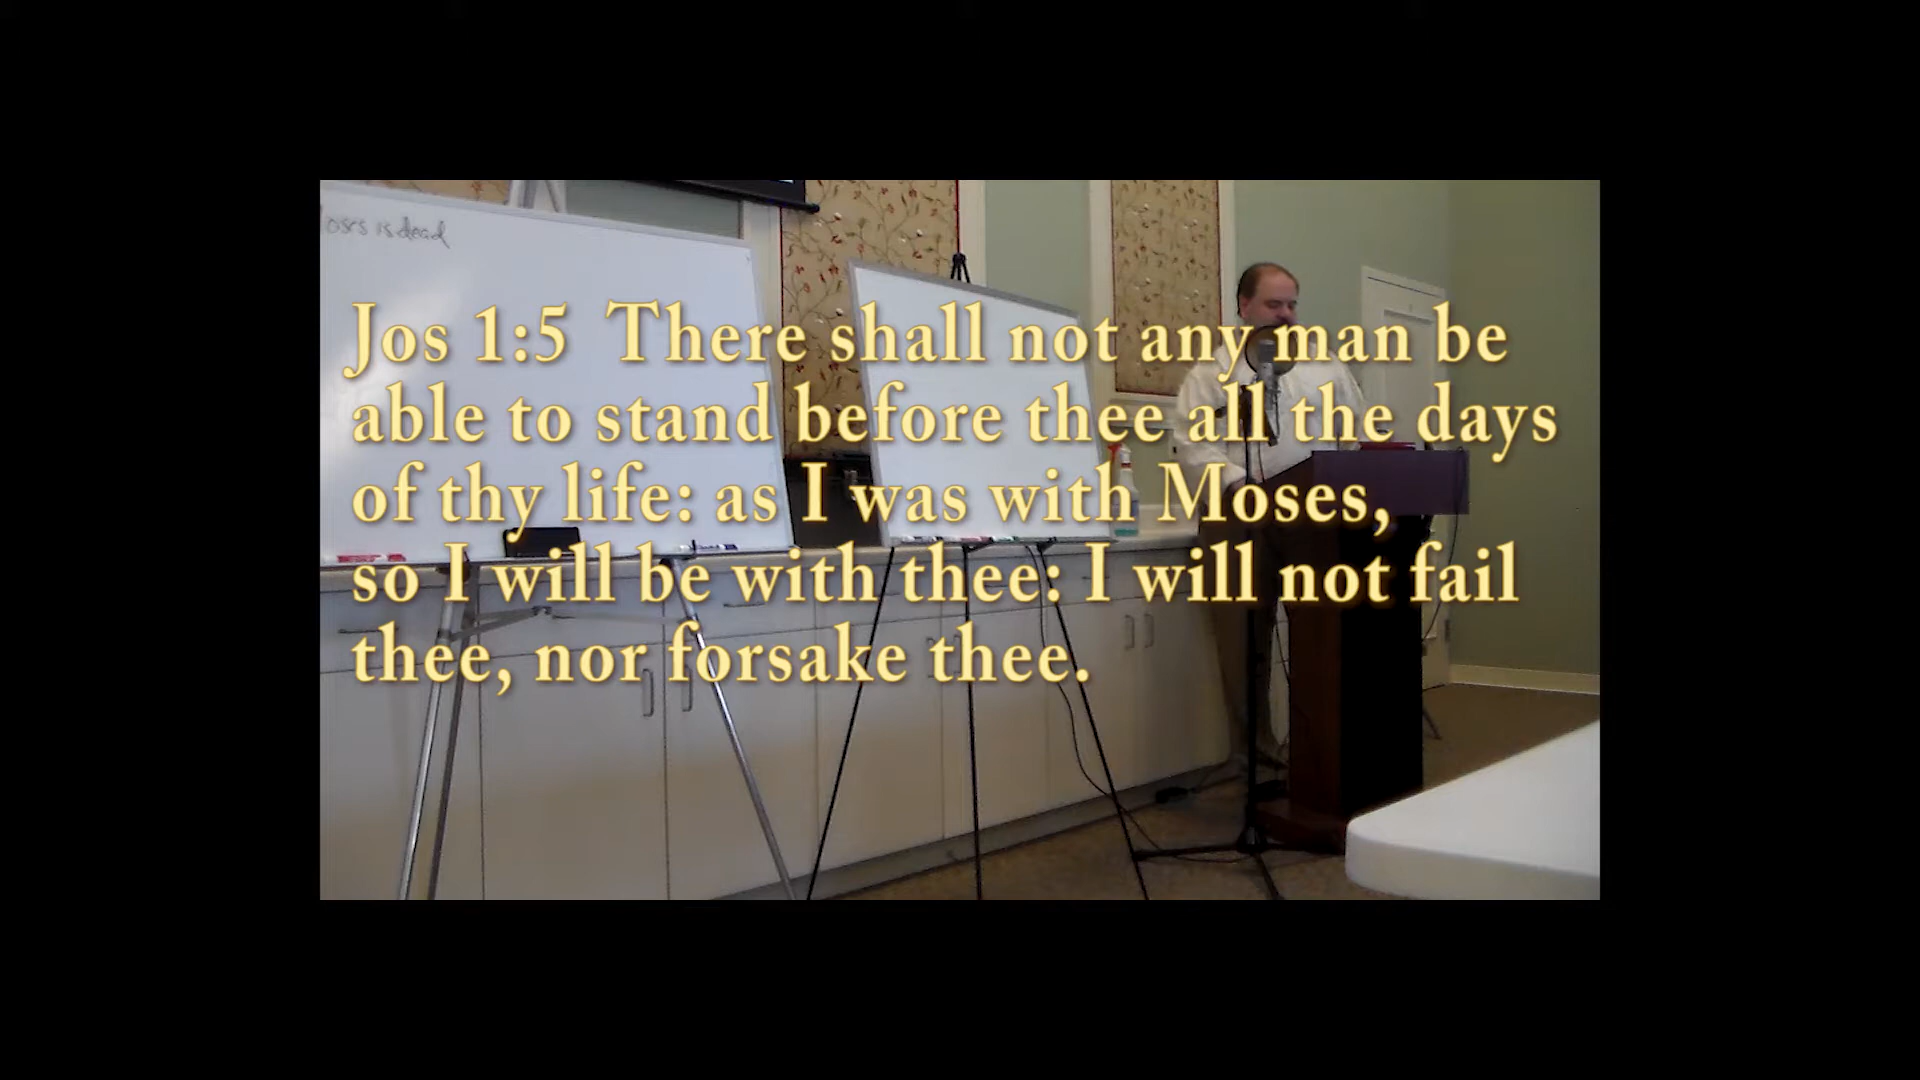 oses is dead
Jos 1:5 There shall not any man be
able to stand before thee all the days
of thy life: as I was with Moses,
so I will be with thee: I will not fail
thee, nor forsake thee.